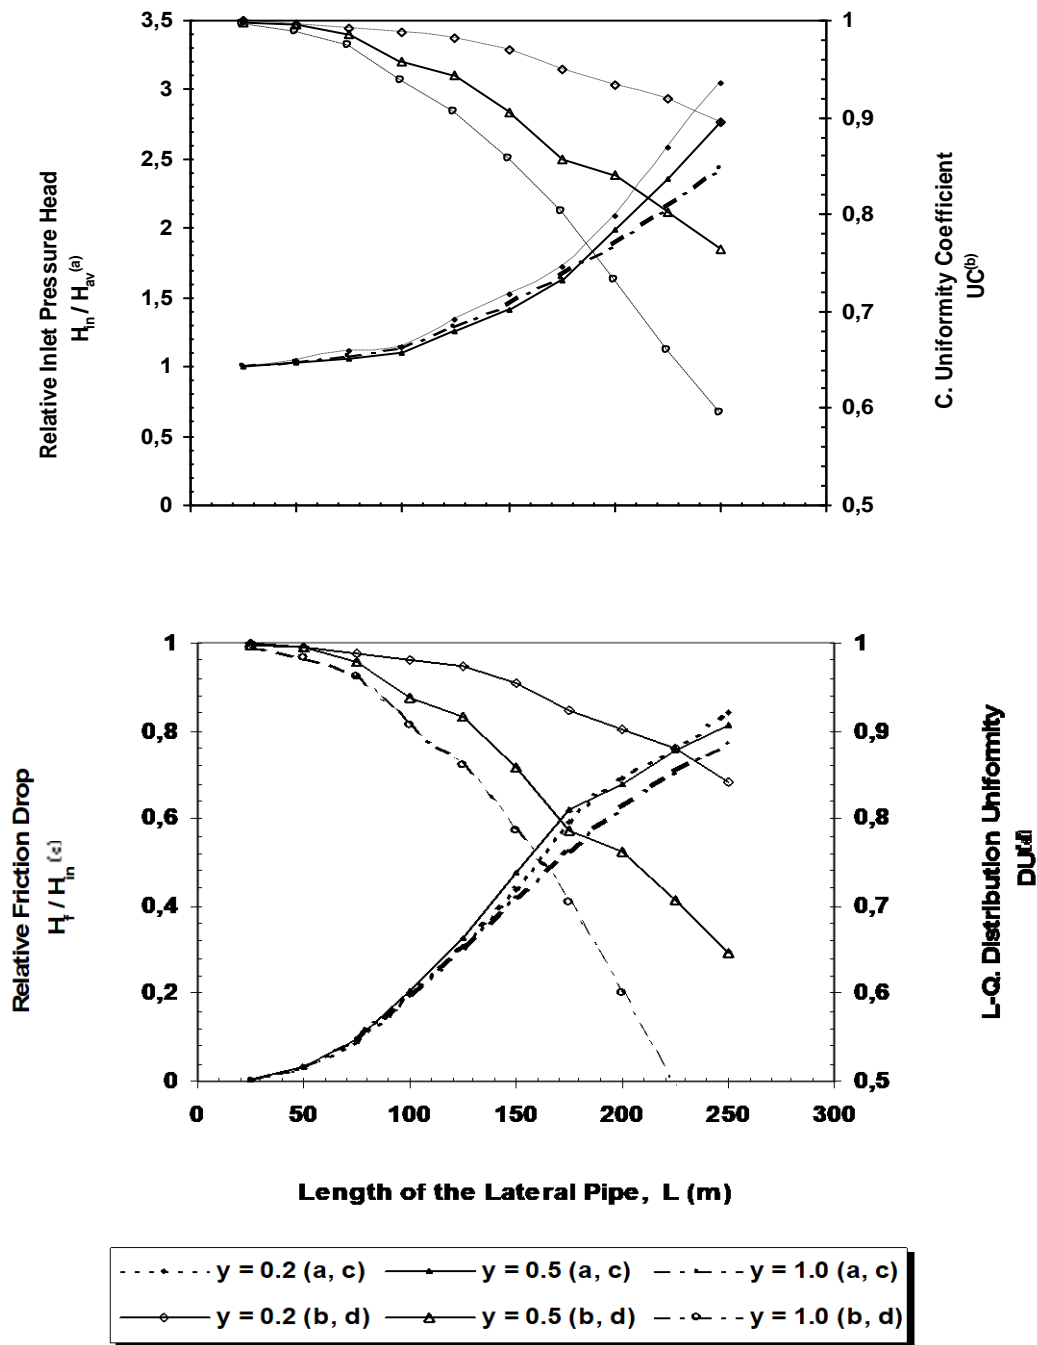 3,5
3
2,5
2
1,5
1
0,5
0
Relative Inlet Pressure Head
Hin / Hav(a)
1
0,9
0,8
0,7
0,6
0,5
C. Uniformity Coefficient
UC(b)
1
0,8
0,6
0,4
0,2
0
Relative Friction Drop
Hf / Hin (c)
1
0,9
0,8
0,7
0,6
0,5
L-Q. Distribution Uniformity
DU(d)
0 50 100 150 200 250 300
Length of the Lateral Pipe, L (m)
y = 0.2 (a, c) y = 0.5 (a, c) y = 1.0 (a, c)
y = 0.2 (b, d) y = 0.5 (b, d) y = 1.0 (b, d)